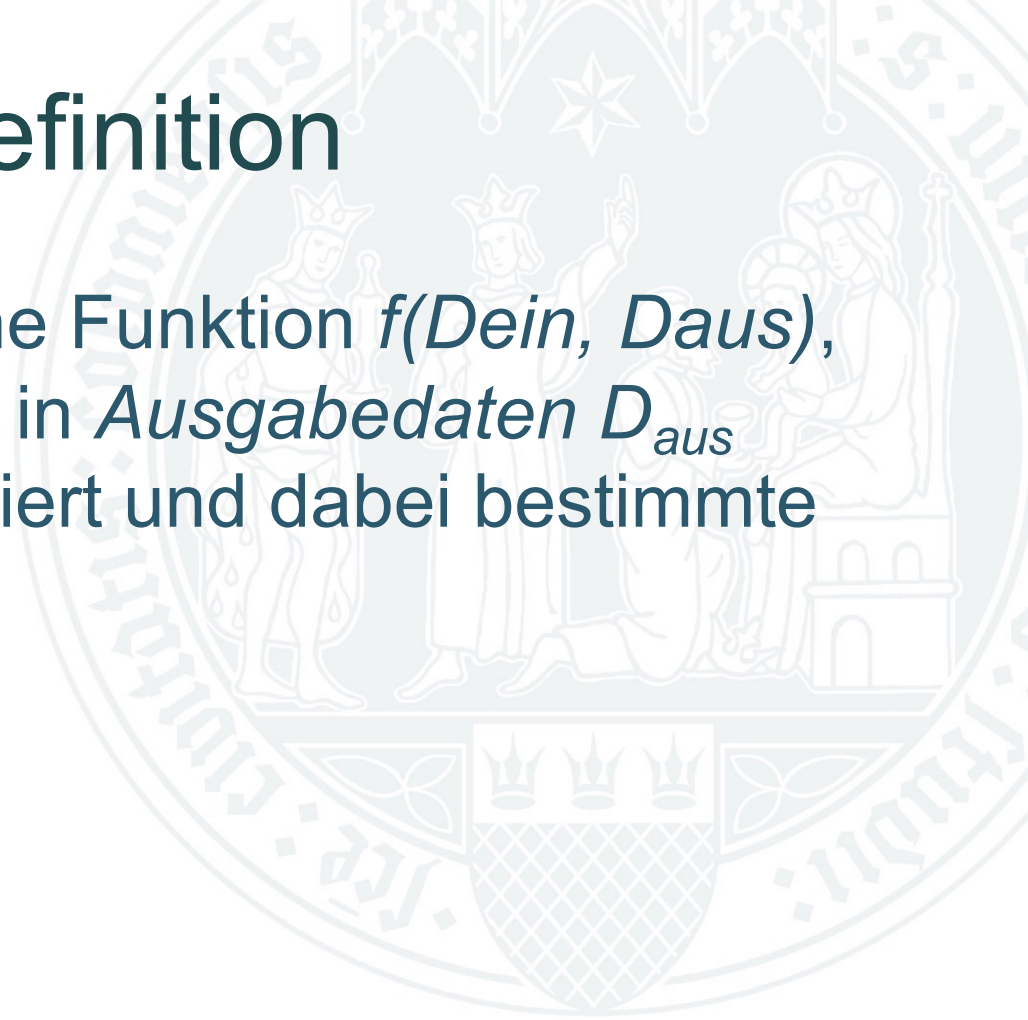 efinition
ne Funktion f(Dein, Daus),
in Ausgabedaten Daus
iert und dabei bestimmte